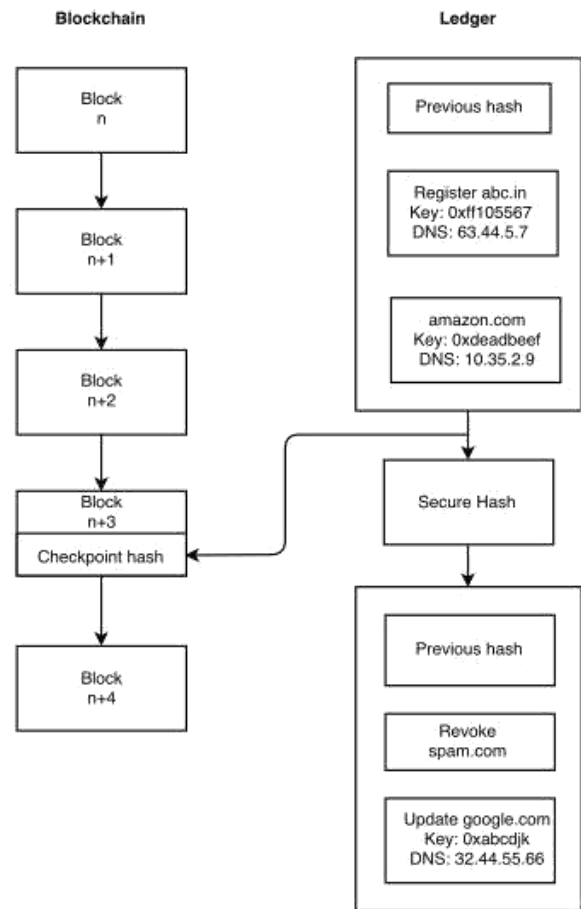 Blockchain
Block
n
Block
n+1
Block
n+2
Block
n+3
Checkpoint hash
Block
n+4
Ledger
Previous hash
Register abc.in
Key: 0xff105567
DNS: 63.44.5.7
amazon.com
Key: 0xdeadbeef
DNS: 10.35.2.9
Secure Hash
Previous hash
Revoke
spam.com
Update google.com
Key: 0xabcdjk
DNS: 32.44.55.66